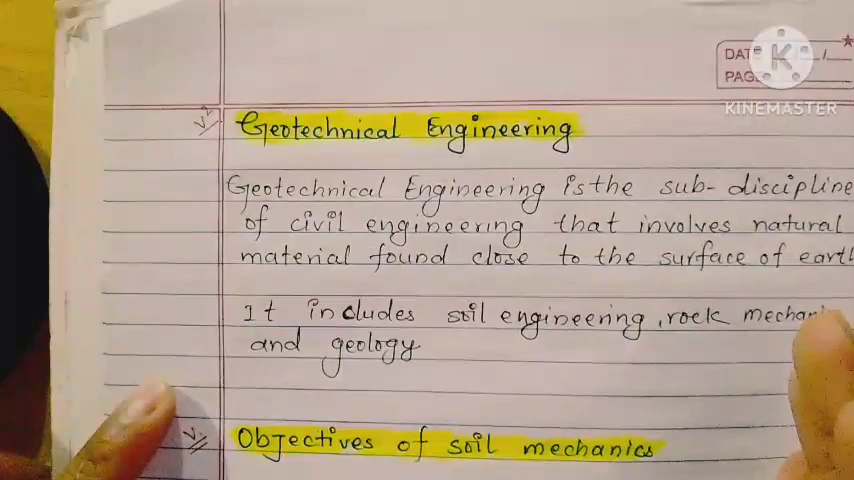 DATE / 
PAGE
K
KINEMASTER
V²
Geotechnical Engineering
Geotechnical Engineering is the sub-discipline
of civil engineering that involves natural
material found close to the surface of earth
It includes soil engineering, rock
and geology
Objectives of soil mechanics